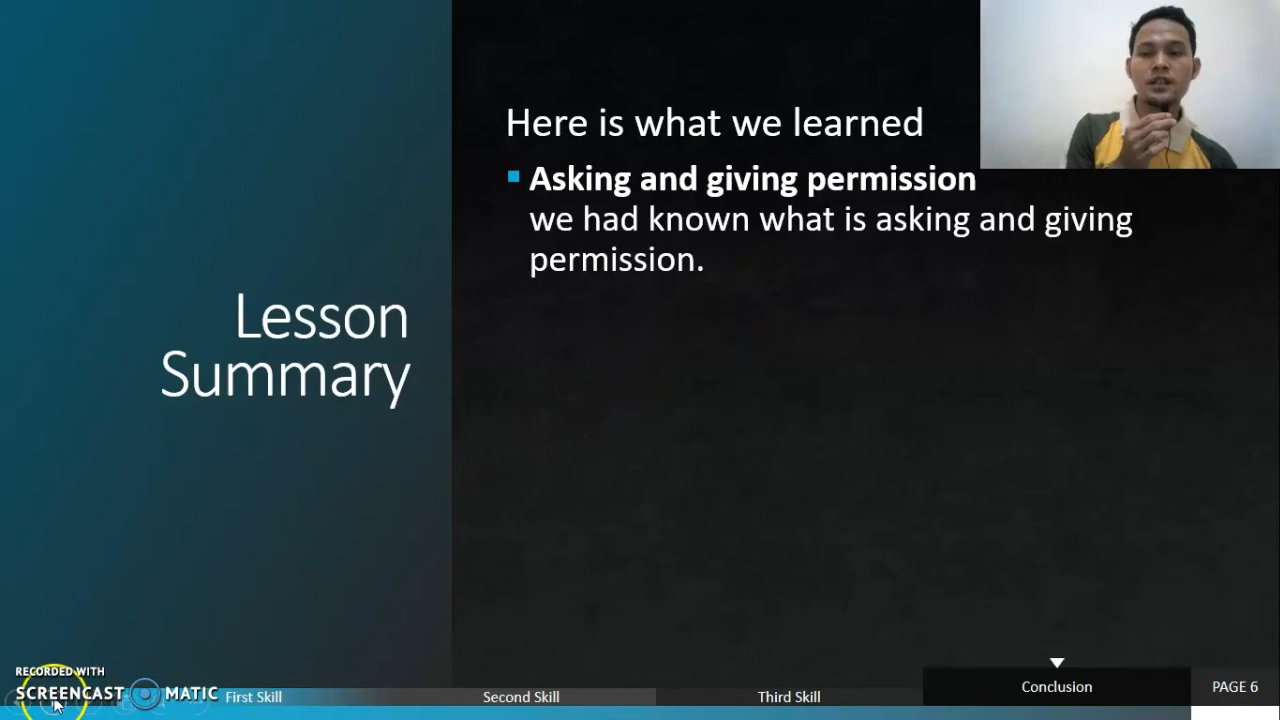 Here is what we learned
Asking and giving permission
we had known what is asking and giving
permission.
Lesson
Summary
RECORDED WITH
SCREENCAST MATIC
First Skill
Second Skill
Third Skill
Conclusion
PAGE 6